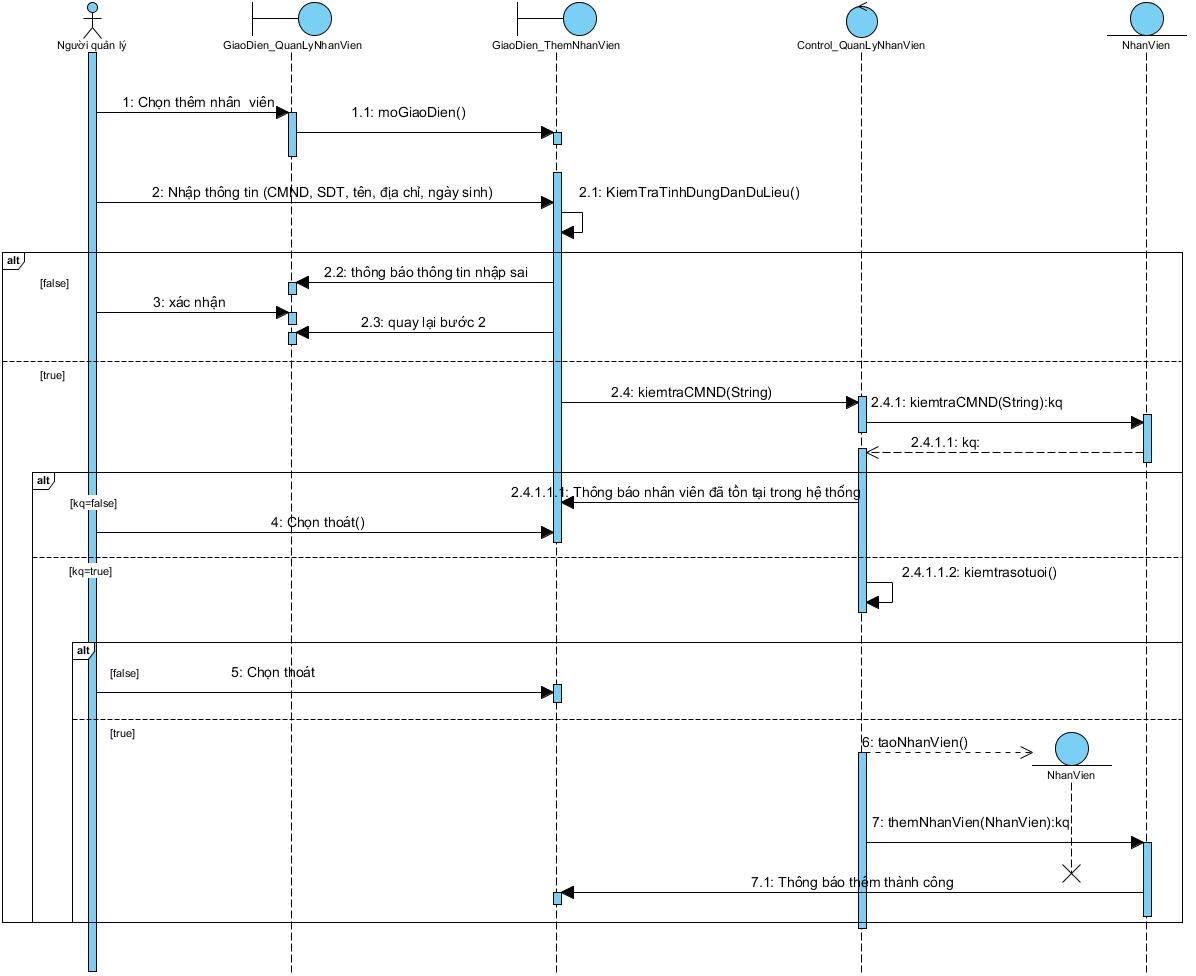 Người quản lý
GiaoDien_QuanLyNhanVien
GiaoDien_ThemNhanVien
Control_QuanLyNhanVien
NhanVien
1: Chọn thêm nhân viên
1.1: moGiaoDien()
2: Nhập thông tin (CMND, SDT, tên, địa chỉ, ngày sinh)
2.1: KiemTraTinhDungDanDuLieu()
alt
[false]
2.2: thông báo thông tin nhập sai
3: xác nhận
2.3: quay lại bước 2
[true]
2.4: kiemtraCMND(String)
2.4.1: kiemtraCMND(String):kq
2.4.1.1: kq:
alt
[kq=false]
2.4.1.1.1: Thông báo nhân viên đã tồn tại trong hệ thống
4: Chọn thoát()
[kq=true]
2.4.1.1.2: kiemtrasotuoi()
alt
[false]
5: Chọn thoát
[true]
6: taoNhanVien()
NhanVien
7: themNhanVien(NhanVien):kq
7.1: Thông báo thêm thành công